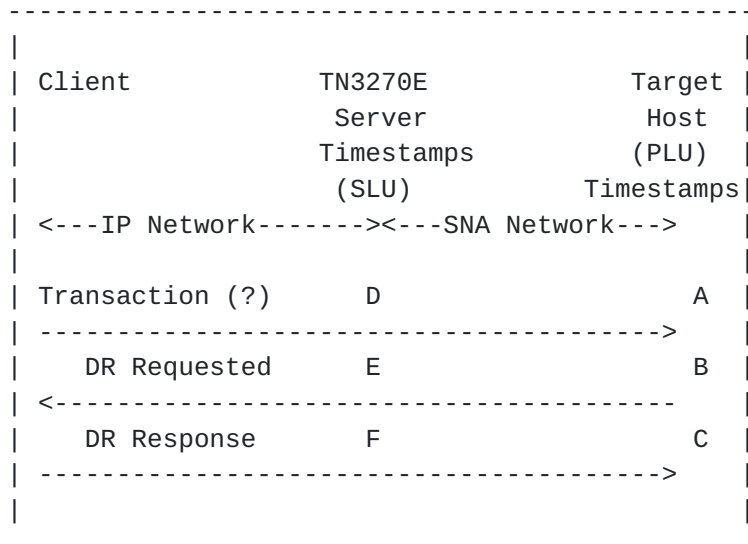 ------------------------------------------------
|                                              |
| Client            TN3270E             Target |
|                    Server              Host  |
|                   Timestamps          (PLU)  |
|                    (SLU)           Timestamps|
| <---IP Network-------><---SNA Network--->    |
|                                              |
| Transaction (?)      D                    A  |
| ---------------------------------------->    |
|    DR Requested      E                    B  |
| <----------------------------------------    |
|    DR Response       F                    C  |
| ---------------------------------------->    |
|                                              |